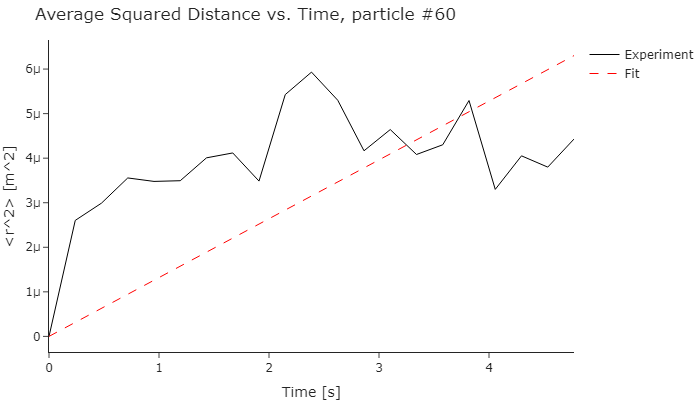 Average Squared Distance vs. Time, particle #60
Experiment
Fit
<r^2> [m^2]
6μ
5μ
4μ
3μ
2μ
1μ
0
0
1
2
3
4
Time [s]